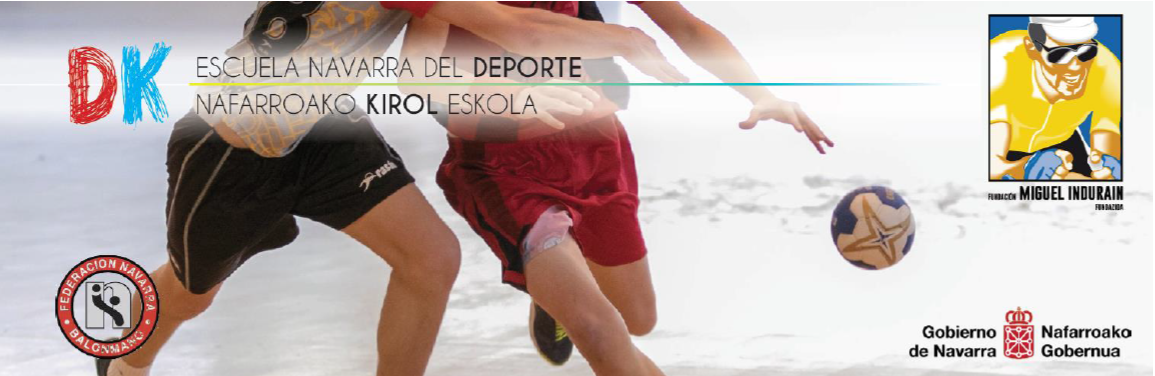 DK
ESCUELA NAVARRA DEL DEPORTE
NAFARROAKO KIROL ESKOLA
FUNDACIÓN MIGUEL INDURAIN
FUNDAZIOA
FEDERACION NAVARRA
BALONMANO
Gobierno
de Navarra
Nafarroako
Gobernua